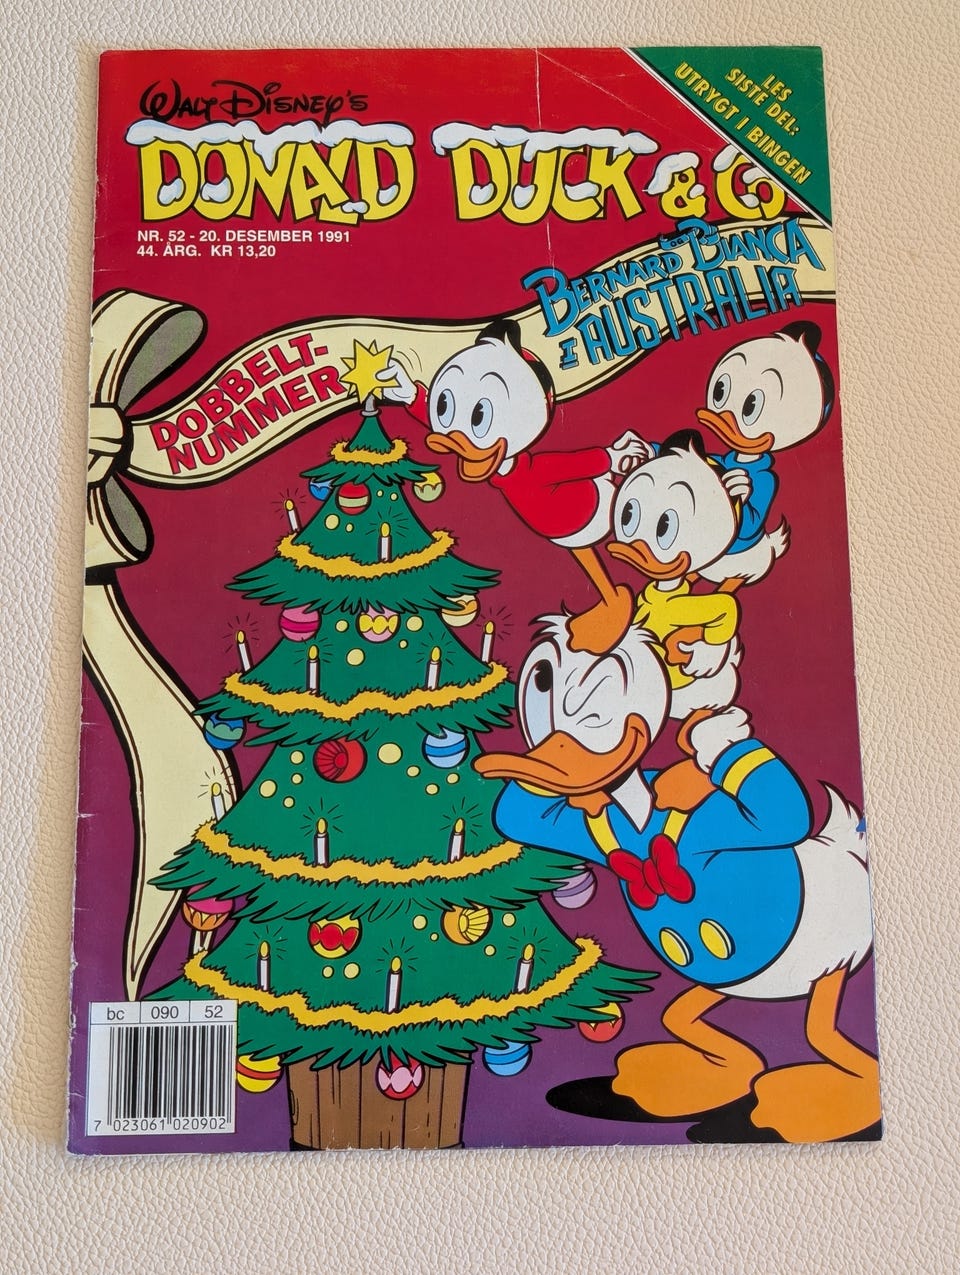 WALT DISNEY'S
DONALD DUCK & CO
NR. 52 - 20. DESEMBER 1991
44. ÅRG. KR 13,20
LES
SISTE DEL:
UTRYGT I BINGEN
BERNARD OG BIANCA
I AUSTRALIA
DOBBELT-
NUMMER
bc 090 52
7 023061 020902